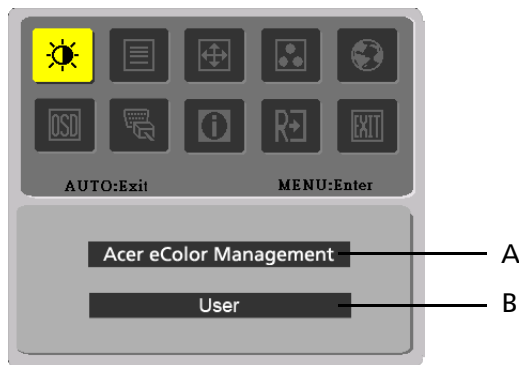 OSD
i
R
EXIT
AUTO:Exit MENU:Enter
Acer eColor Management A
User B